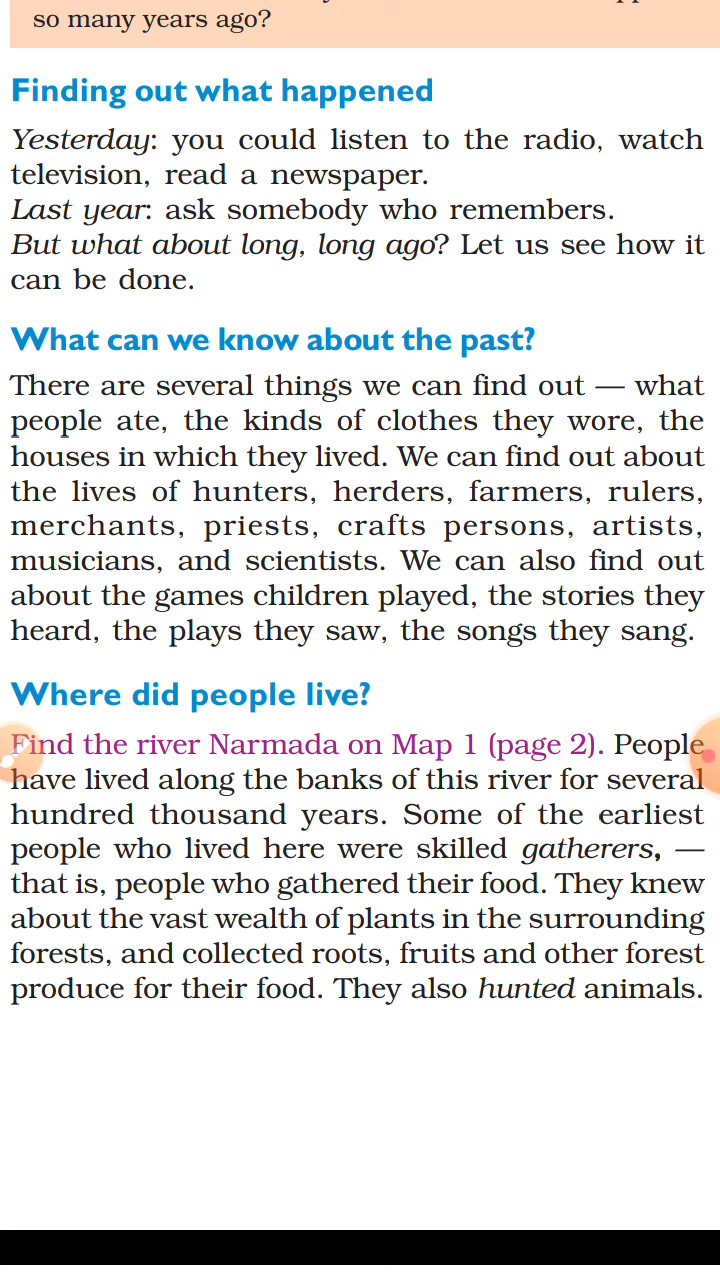 so many years ago?
Finding out what happened
Yesterday: you could listen to the radio, watch
television, read a newspaper.
Last year: ask somebody who remembers.
But what about long, long ago? Let us see how it
can be done.
What can we know about the past?
There are several things we can find out — what
people ate, the kinds of clothes they wore, the
houses in which they lived. We can find out about
the lives of hunters, herders, farmers, rulers,
merchants, priests, crafts persons, artists,
musicians, and scientists. We can also find out
about the games children played, the stories they
heard, the plays they saw, the songs they sang.
Where did people live?
Find the river Narmada on Map 1 (page 2). People
have lived along the banks of this river for several
hundred thousand years. Some of the earliest
people who lived here were skilled gatherers, —
that is, people who gathered their food. They knew
about the vast wealth of plants in the surrounding
forests, and collected roots, fruits and other forest
produce for their food. They also hunted animals.